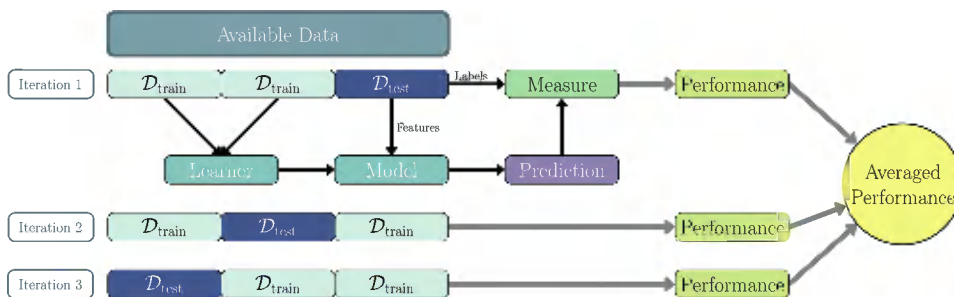 Available Data
Iteration 1
𝒟train
𝒟train
𝒟test
Labels
Measure
Performance
Features
Learner
Model
Prediction
Averaged
Performance
Iteration 2
𝒟train
𝒟test
𝒟train
Performance
Iteration 3
𝒟test
𝒟train
𝒟train
Performance